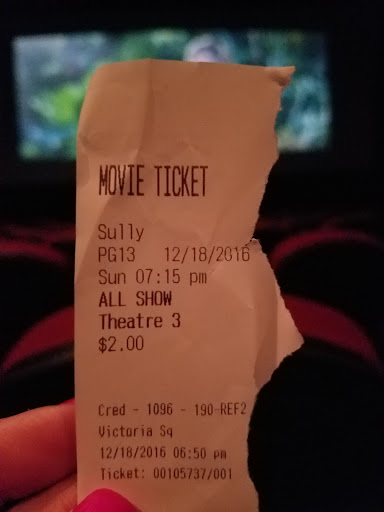 MOVIE TICKET
Sully
PG13 12/18/2016
Sun 07:15 pm
ALL SHOW
Theatre 3
$2.00
Cred - 1096 - 190-REF2
Victoria Sq
12/18/2016 06:50 pm
Ticket: 00105737/001